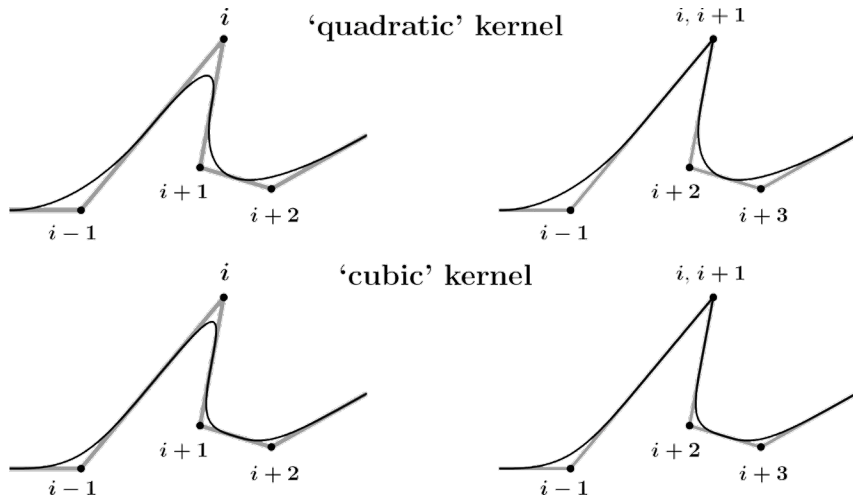 i
‘quadratic’ kernel
i, i + 1
i + 1
i + 2
i − 1
i + 2
i + 3
i − 1
i
‘cubic’ kernel
i, i + 1
i + 1
i + 2
i − 1
i + 2
i + 3
i − 1